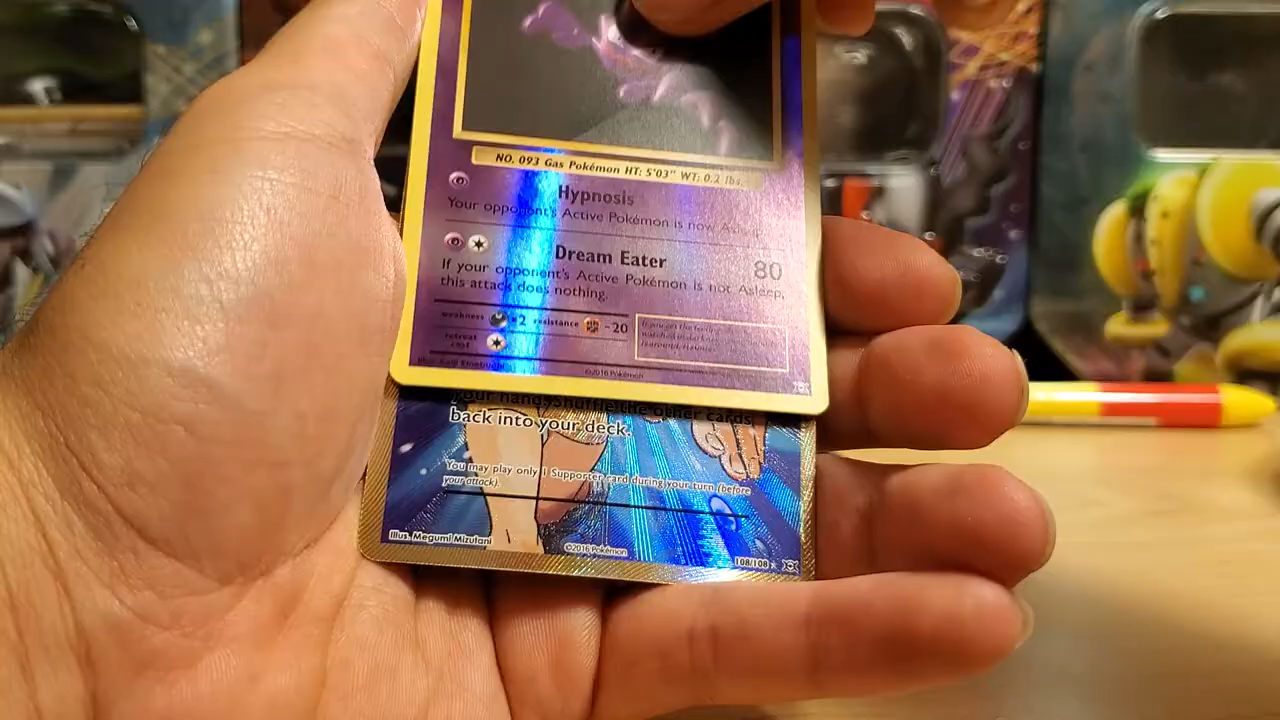 NO. 093 Gas Pokémon HT: 5'03" WT: 0.2 lbs.
Hypnosis
Your opponent's Active Pokémon is now Asleep.
Dream Eater 80
If your opponent's Active Pokémon is not Asleep,
this attack does nothing.
weakness ×2 resistance -20
retreat
cost
©2016 Pokémon
your hand. Shuffle the other cards
back into your deck.
You may play only 1 Supporter card during your turn (before
your attack).
Illus. Megumi Mizutani
©2016 Pokémon
108/108